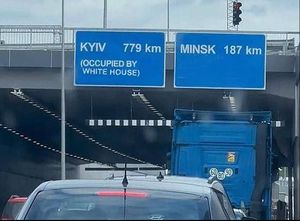 KYIV 779 km
(OCCUPIED BY
WHITE HOUSE)
MINSK 187 km